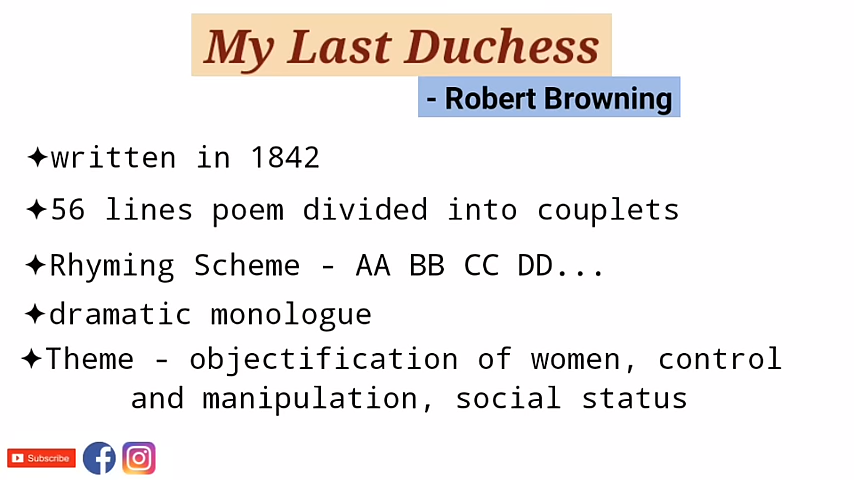 My Last Duchess
- Robert Browning
✦written in 1842
✦56 lines poem divided into couplets
✦Rhyming Scheme - AA BB CC DD...
✦dramatic monologue
✦Theme - objectification of women, control
and manipulation, social status
Subscribe